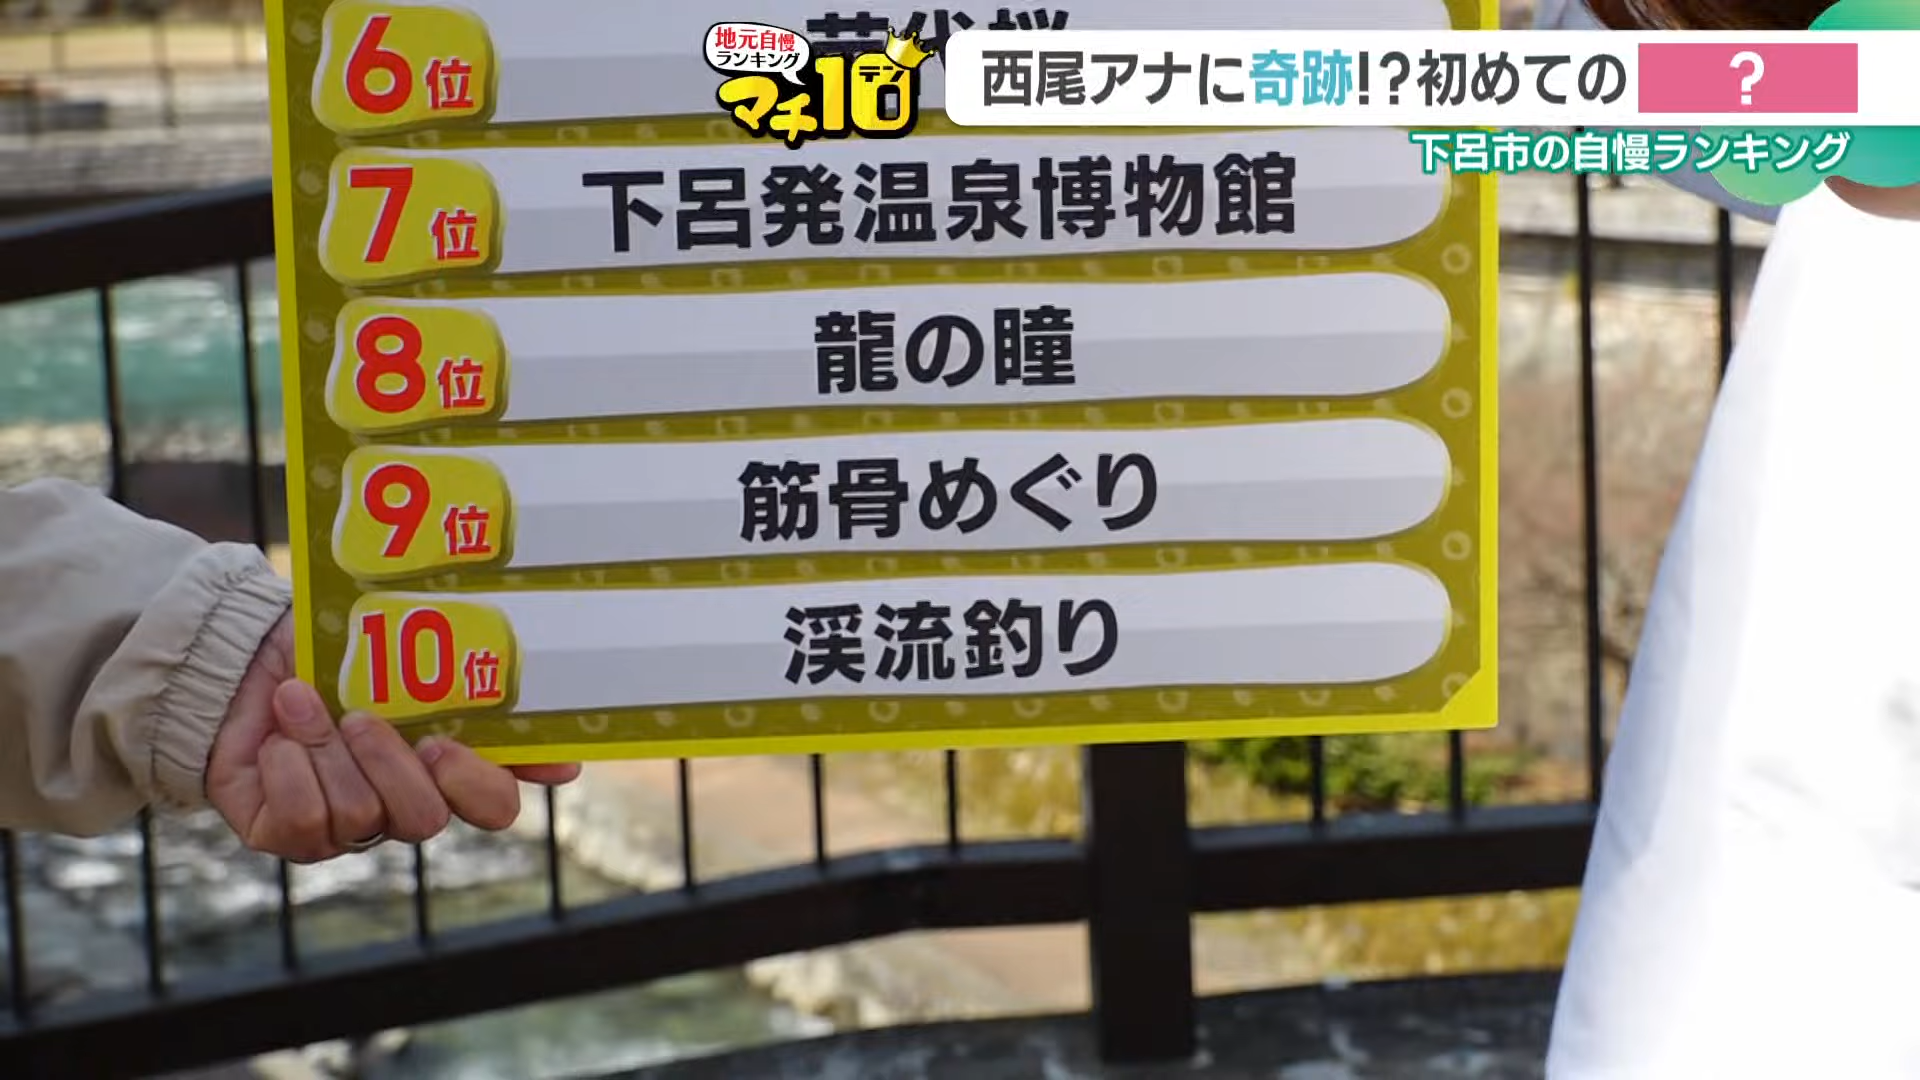 地元自慢
ランキング
マチ10
テン
西尾アナに奇跡!?初めての ?
下呂市の自慢ランキング
6位
7位 下呂発温泉博物館
8位 龍の瞳
9位 筋骨めぐり
10位 渓流釣り